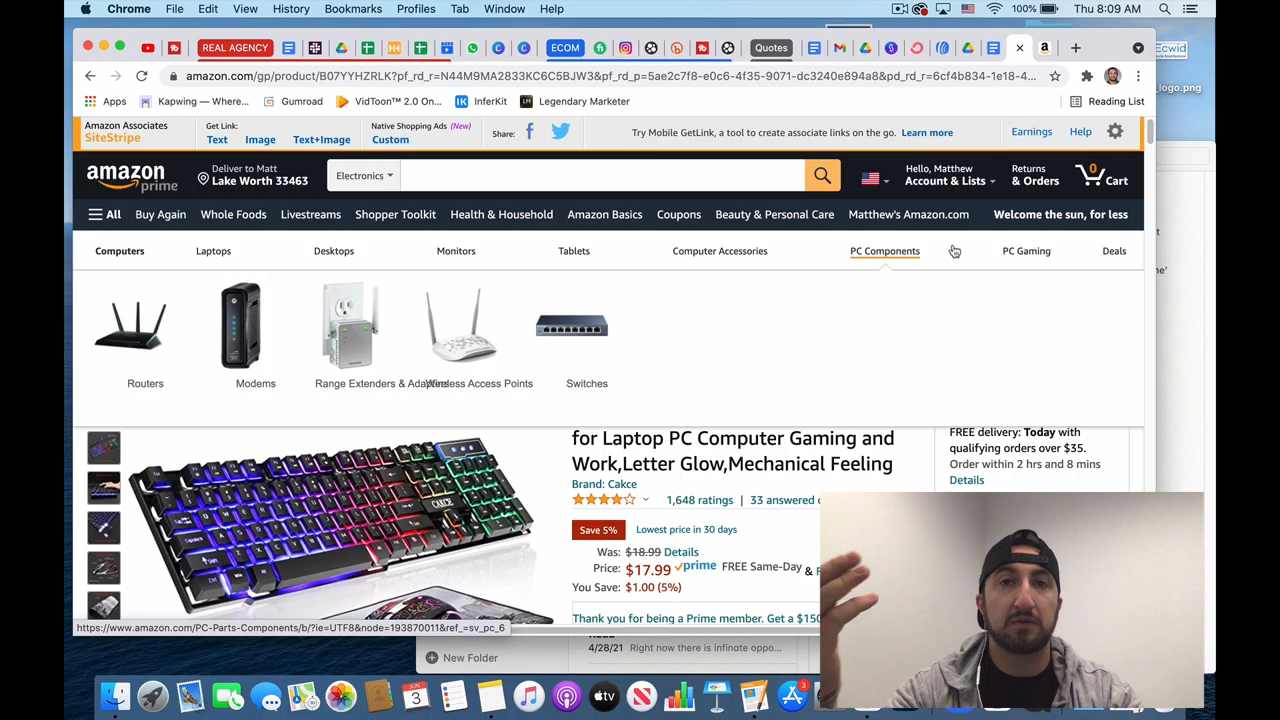 Chrome File Edit View History Bookmarks Profiles Tab Window Help 100% Thu 8:09 AM
REAL AGENCY ECOM Quotes
Ecwid
amazon.com/gp/product/B07YYHZRLK?pf_rd_r=N44M9MA2833KC6C5BJW3&pf_rd_p=5ae2c7f8-e0c6-4f35-9071-dc3240e894a8&pd_rd_r=6cf4b834-1e18-4...
_logo.png
Apps Kapwing — Where... Gumroad VidToon™ 2.0 On... InferKit Legendary Marketer Reading List
Amazon Associates
SiteStripe
Get Link:
Text Image Text+Image
Native Shopping Ads (New)
Custom
Share:
Try Mobile GetLink, a tool to create associate links on the go. Learn more
Earnings Help
amazon prime
Deliver to Matt
Lake Worth 33463
Electronics
Hello, Matthew
Account & Lists
Returns
& Orders
0 Cart
All Buy Again Whole Foods Livestreams Shopper Toolkit Health & Household Amazon Basics Coupons Beauty & Personal Care Matthew's Amazon.com Welcome the sun, for less
Computers Laptops Desktops Monitors Tablets Computer Accessories PC Components PC Gaming Deals
Routers Modems Range Extenders & Adapters Wireless Access Points Switches
for Laptop PC Computer Gaming and
Work,Letter Glow,Mechanical Feeling
Brand: Cakce
1,648 ratings | 33 answered
Save 5% Lowest price in 30 days
Was: $18.99 Details
Price: $17.99 prime FREE Same-Day &
You Save: $1.00 (5%)
Thank you for being a Prime member. Get a $150
FREE delivery: Today with
qualifying orders over $35.
Order within 2 hrs and 8 mins
Details
CAKCE
https://www.amazon.com/PC-Parts-Components/b/?ie=UTF8&node=193870011&ref_=sv_pc_6
New Folder
4/28/21 Right now there is infinate oppo...
JUN
3
tv
3